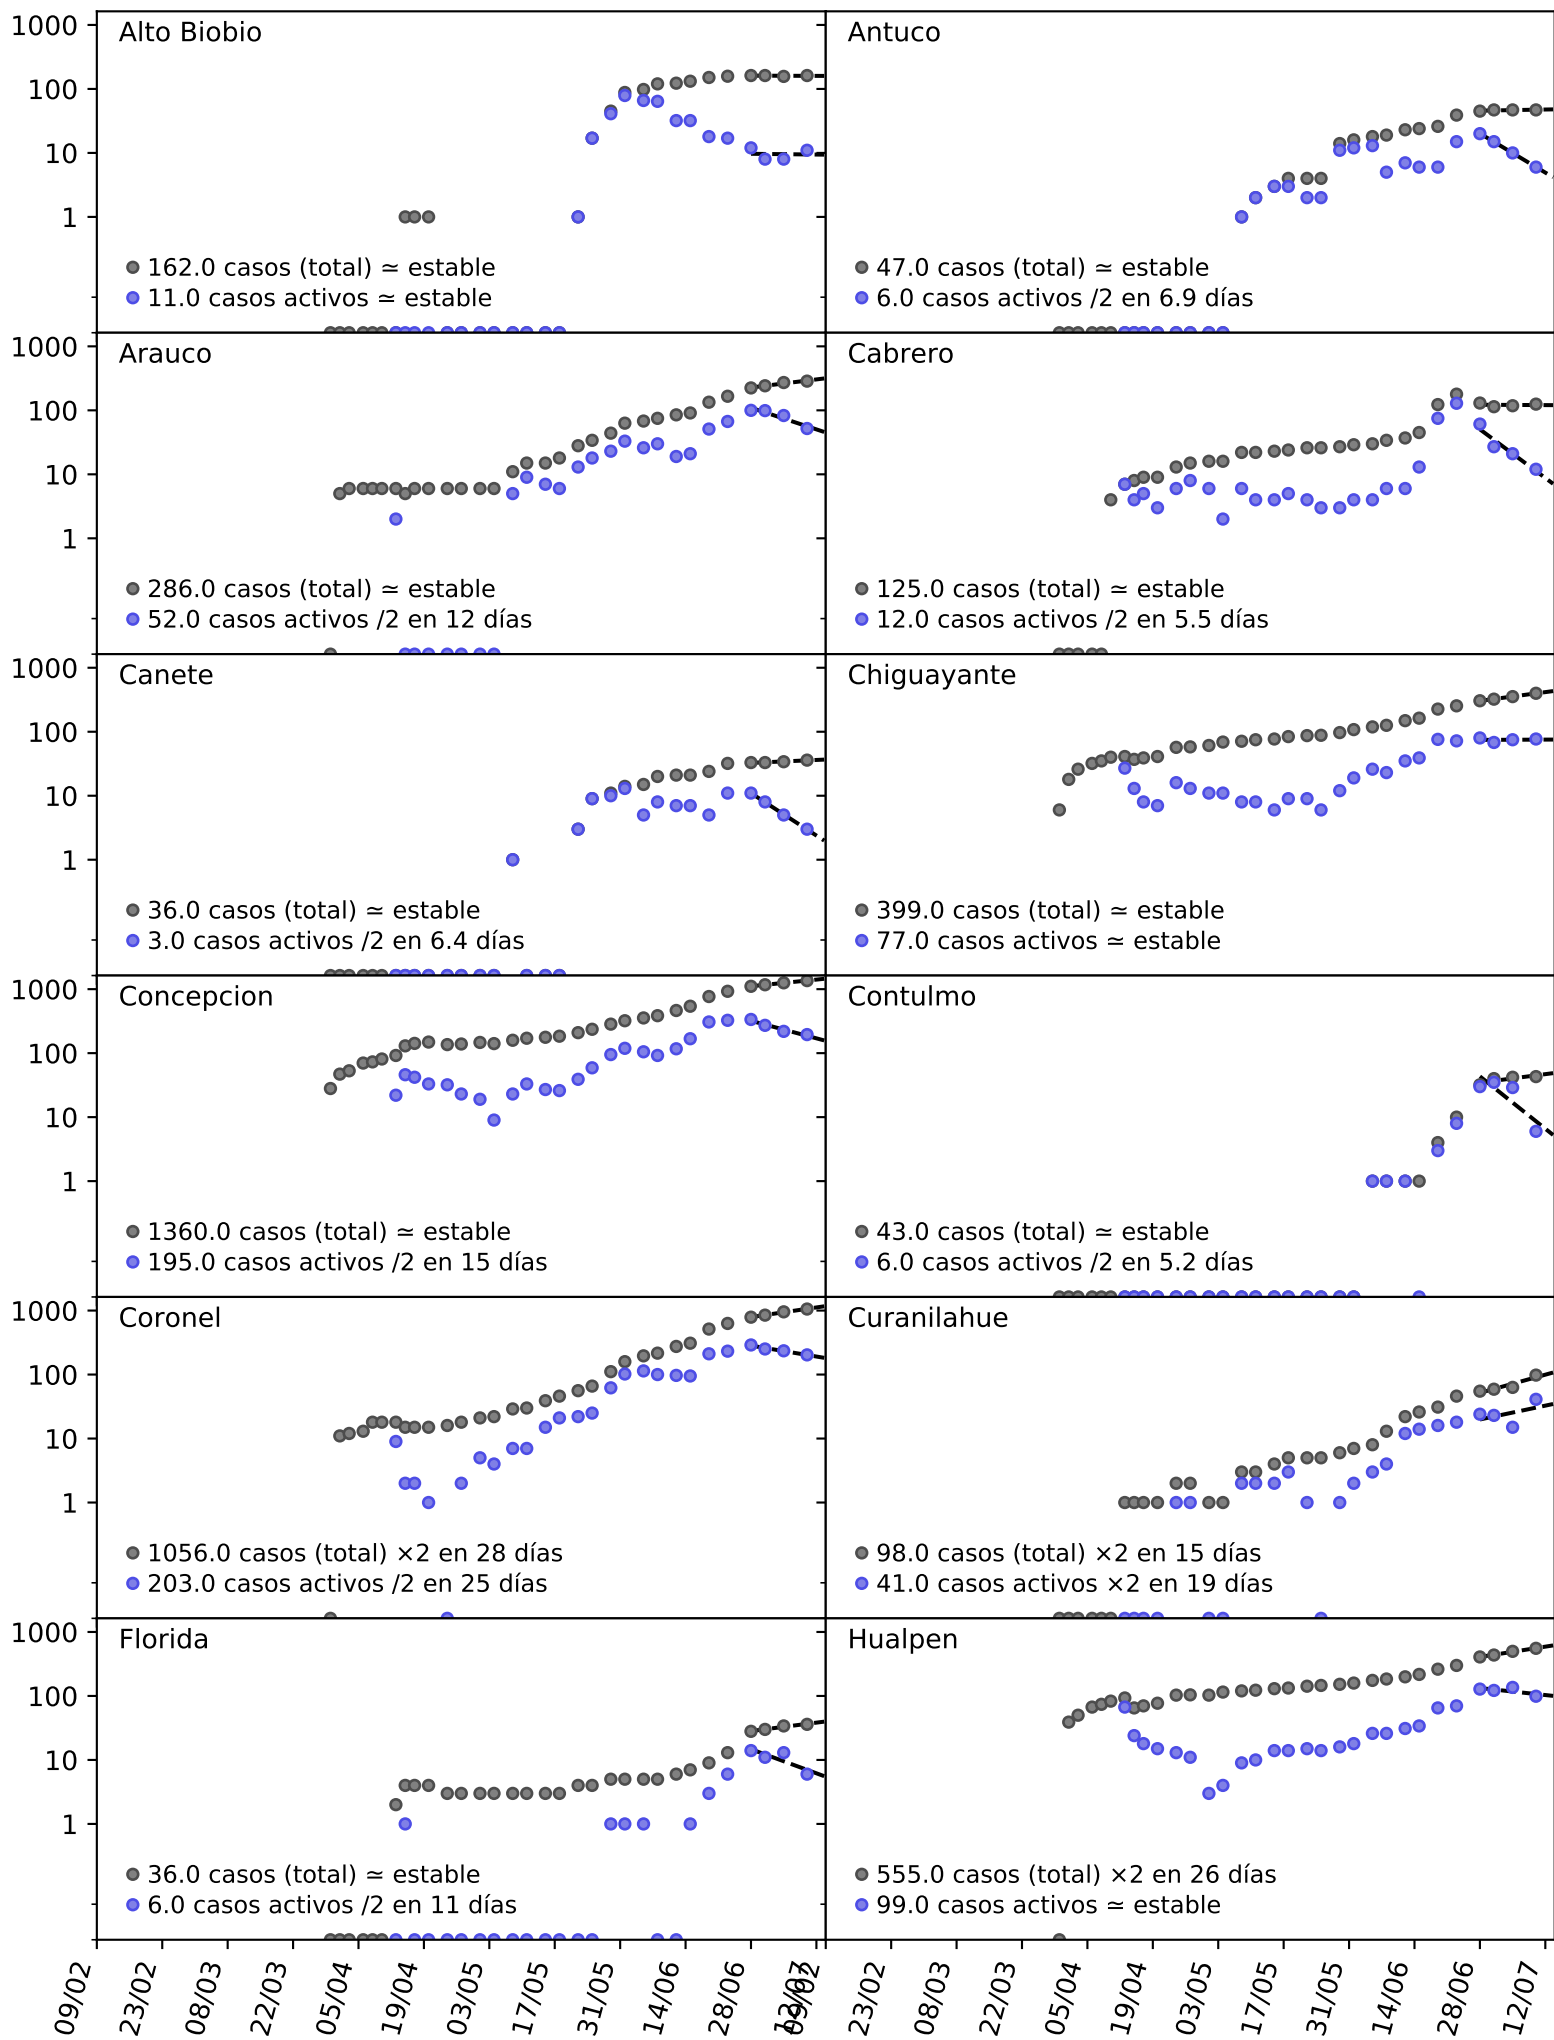 1000
100
10
1
Alto Biobio
162.0 casos (total) ≃ estable
11.0 casos activos ≃ estable
Antuco
47.0 casos (total) ≃ estable
6.0 casos activos /2 en 6.9 días
1000
100
10
1
Arauco
286.0 casos (total) ≃ estable
52.0 casos activos /2 en 12 días
Cabrero
125.0 casos (total) ≃ estable
12.0 casos activos /2 en 5.5 días
1000
100
10
1
Canete
36.0 casos (total) ≃ estable
3.0 casos activos /2 en 6.4 días
Chiguayante
399.0 casos (total) ≃ estable
77.0 casos activos ≃ estable
1000
100
10
1
Concepcion
1360.0 casos (total) ≃ estable
195.0 casos activos /2 en 15 días
Contulmo
43.0 casos (total) ≃ estable
6.0 casos activos /2 en 5.2 días
1000
100
10
1
Coronel
1056.0 casos (total) ×2 en 28 días
203.0 casos activos /2 en 25 días
Curanilahue
98.0 casos (total) ×2 en 15 días
41.0 casos activos ×2 en 19 días
1000
100
10
1
Florida
36.0 casos (total) ≃ estable
6.0 casos activos /2 en 11 días
Hualpen
555.0 casos (total) ×2 en 26 días
99.0 casos activos ≃ estable
09/02
23/02
08/03
22/03
05/04
19/04
03/05
17/05
31/05
14/06
28/06
12/07
09/02
23/02
08/03
22/03
05/04
19/04
03/05
17/05
31/05
14/06
28/06
12/07